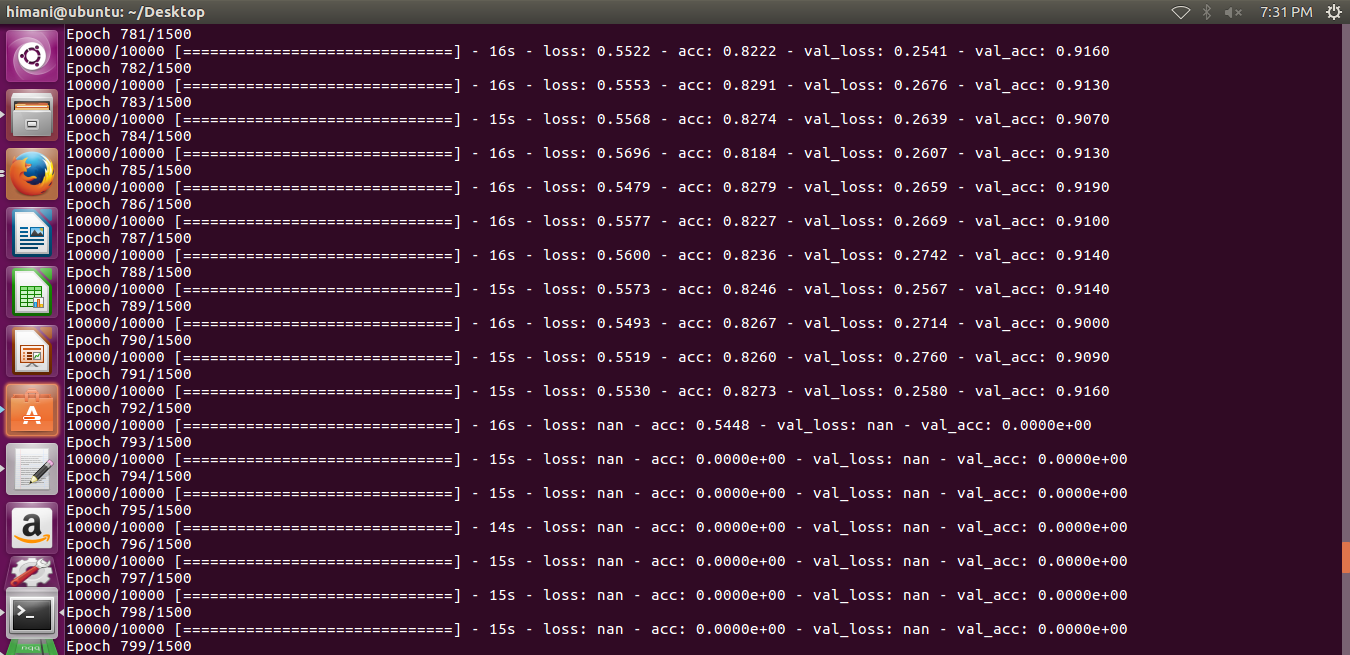 himani@ubuntu: ~/Desktop
7:31 PM
Epoch 781/1500
10000/10000 [==============================] - 16s - loss: 0.5522 - acc: 0.8222 - val_loss: 0.2541 - val_acc: 0.9160
Epoch 782/1500
10000/10000 [==============================] - 16s - loss: 0.5553 - acc: 0.8291 - val_loss: 0.2676 - val_acc: 0.9130
Epoch 783/1500
10000/10000 [==============================] - 15s - loss: 0.5568 - acc: 0.8274 - val_loss: 0.2639 - val_acc: 0.9070
Epoch 784/1500
10000/10000 [==============================] - 16s - loss: 0.5696 - acc: 0.8184 - val_loss: 0.2607 - val_acc: 0.9130
Epoch 785/1500
10000/10000 [==============================] - 16s - loss: 0.5479 - acc: 0.8279 - val_loss: 0.2659 - val_acc: 0.9190
Epoch 786/1500
10000/10000 [==============================] - 16s - loss: 0.5577 - acc: 0.8227 - val_loss: 0.2669 - val_acc: 0.9100
Epoch 787/1500
10000/10000 [==============================] - 16s - loss: 0.5600 - acc: 0.8236 - val_loss: 0.2742 - val_acc: 0.9140
Epoch 788/1500
10000/10000 [==============================] - 15s - loss: 0.5573 - acc: 0.8246 - val_loss: 0.2567 - val_acc: 0.9140
Epoch 789/1500
10000/10000 [==============================] - 16s - loss: 0.5493 - acc: 0.8267 - val_loss: 0.2714 - val_acc: 0.9000
Epoch 790/1500
10000/10000 [==============================] - 15s - loss: 0.5519 - acc: 0.8260 - val_loss: 0.2760 - val_acc: 0.9090
Epoch 791/1500
10000/10000 [==============================] - 15s - loss: 0.5530 - acc: 0.8273 - val_loss: 0.2580 - val_acc: 0.9160
Epoch 792/1500
10000/10000 [==============================] - 16s - loss: nan - acc: 0.5448 - val_loss: nan - val_acc: 0.0000e+00
Epoch 793/1500
10000/10000 [==============================] - 15s - loss: nan - acc: 0.0000e+00 - val_loss: nan - val_acc: 0.0000e+00
Epoch 794/1500
10000/10000 [==============================] - 15s - loss: nan - acc: 0.0000e+00 - val_loss: nan - val_acc: 0.0000e+00
Epoch 795/1500
10000/10000 [==============================] - 14s - loss: nan - acc: 0.0000e+00 - val_loss: nan - val_acc: 0.0000e+00
Epoch 796/1500
10000/10000 [==============================] - 15s - loss: nan - acc: 0.0000e+00 - val_loss: nan - val_acc: 0.0000e+00
Epoch 797/1500
10000/10000 [==============================] - 15s - loss: nan - acc: 0.0000e+00 - val_loss: nan - val_acc: 0.0000e+00
Epoch 798/1500
10000/10000 [==============================] - 15s - loss: nan - acc: 0.0000e+00 - val_loss: nan - val_acc: 0.0000e+00
Epoch 799/1500